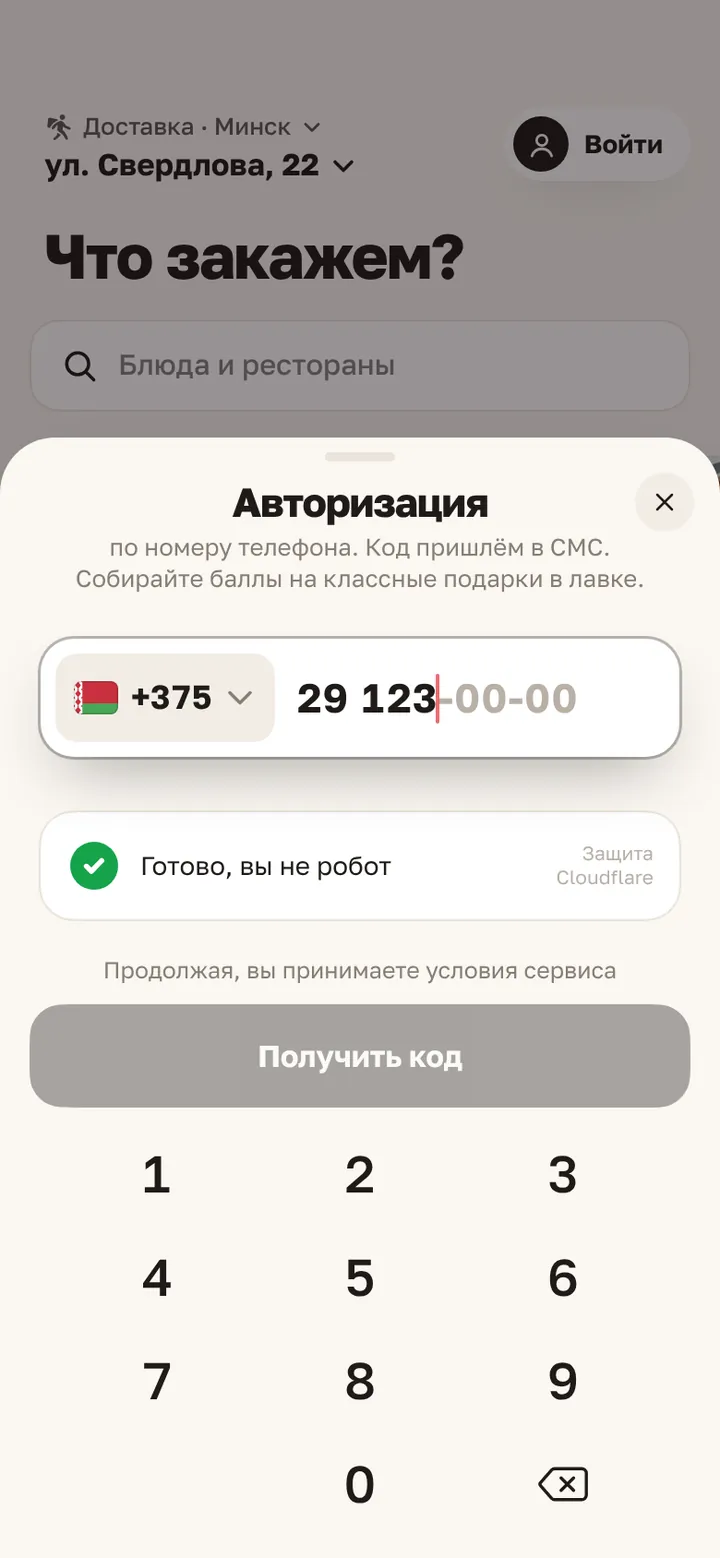 Доставка · Минск
ул. Свердлова, 22
Войти
Что закажем?
Блюда и рестораны
Авторизация
по номеру телефона. Код пришлём в СМС.
Собирайте баллы на классные подарки в лавке.
+375 29 123-00-00
Готово, вы не робот
Защита
Cloudflare
Продолжая, вы принимаете условия сервиса
Получить код
1 2 3
4 5 6
7 8 9
0